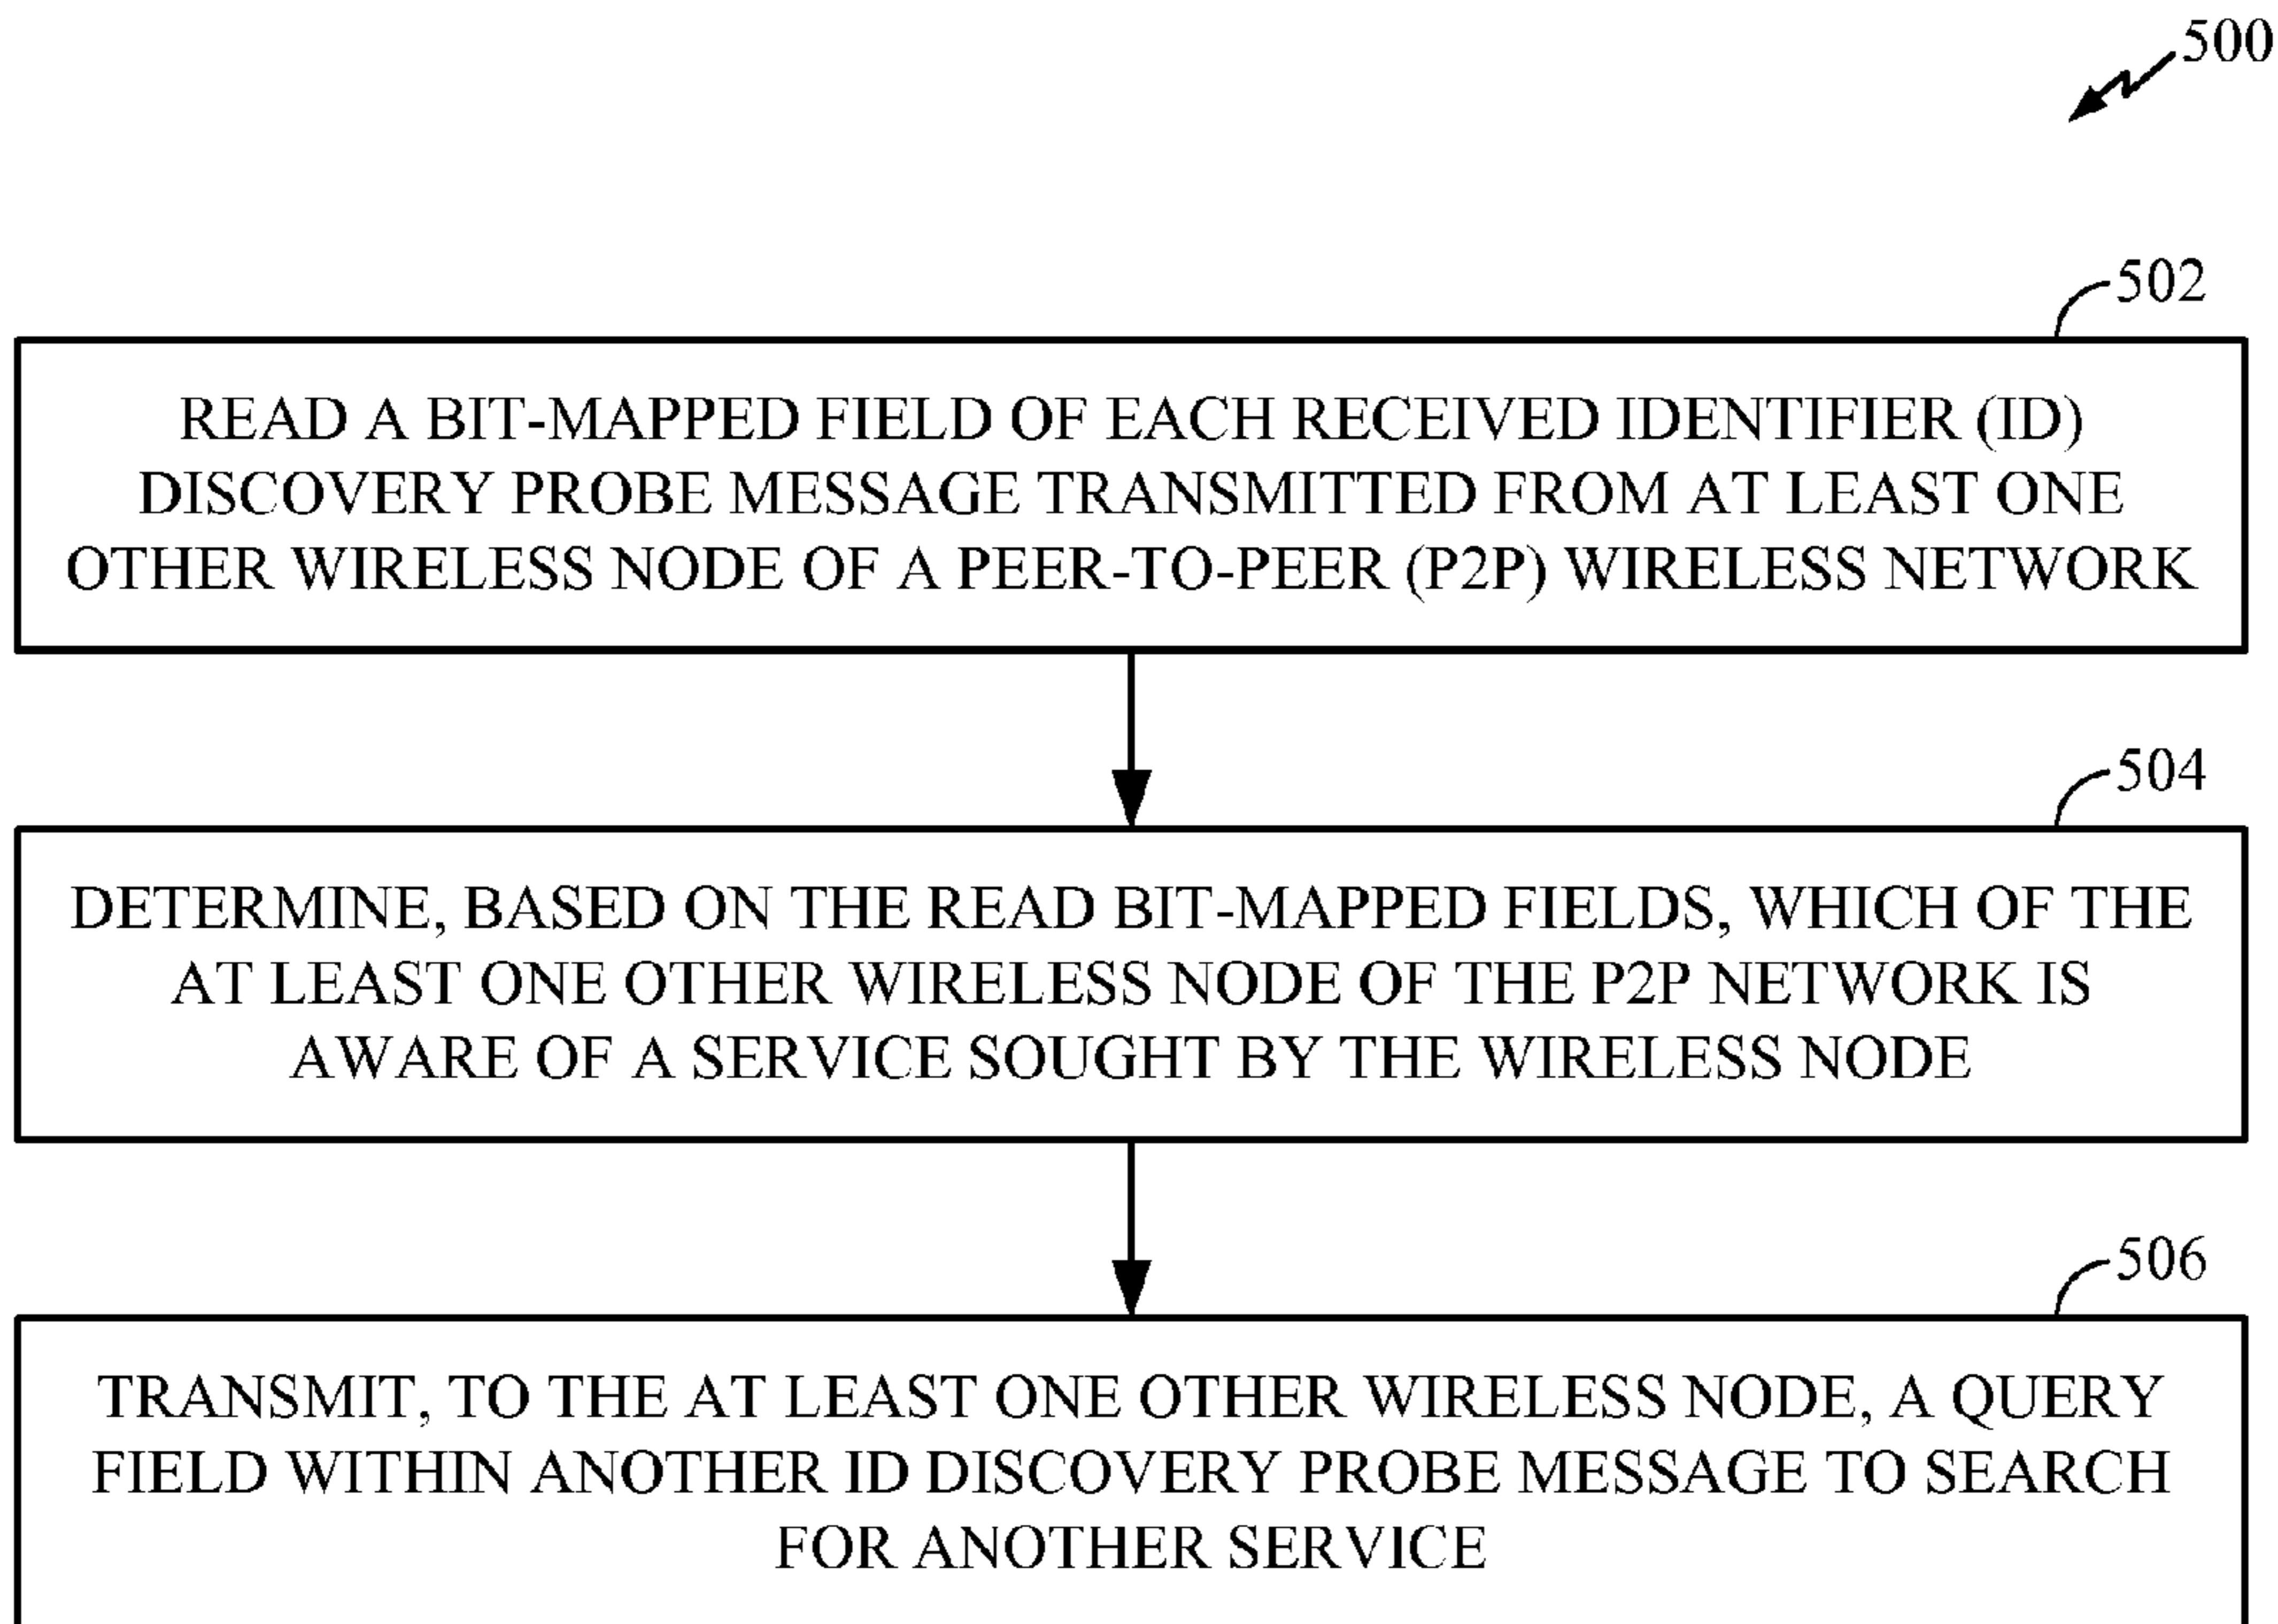 500
502
READ A BIT-MAPPED FIELD OF EACH RECEIVED IDENTIFIER (ID)
DISCOVERY PROBE MESSAGE TRANSMITTED FROM AT LEAST ONE
OTHER WIRELESS NODE OF A PEER-TO-PEER (P2P) WIRELESS NETWORK
504
DETERMINE, BASED ON THE READ BIT-MAPPED FIELDS, WHICH OF THE
AT LEAST ONE OTHER WIRELESS NODE OF THE P2P NETWORK IS
AWARE OF A SERVICE SOUGHT BY THE WIRELESS NODE
506
TRANSMIT, TO THE AT LEAST ONE OTHER WIRELESS NODE, A QUERY
FIELD WITHIN ANOTHER ID DISCOVERY PROBE MESSAGE TO SEARCH
FOR ANOTHER SERVICE